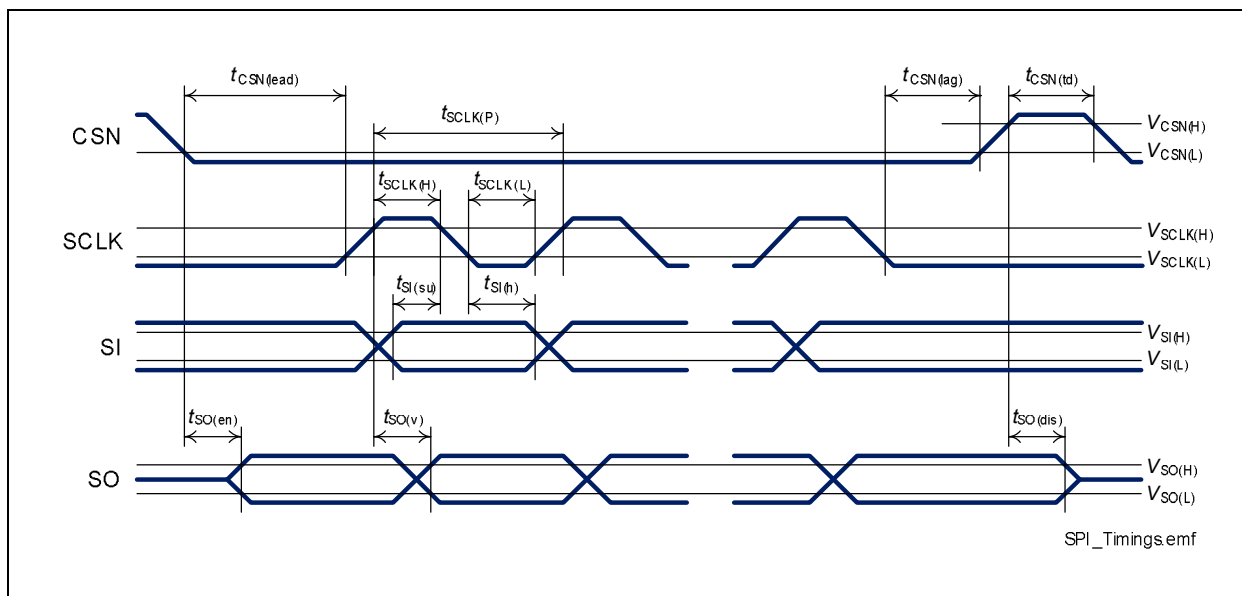 tCSN(lead)
tCSN(lag)
tCSN(td)
tSCLK(P)
CSN
VCSN(H)
VCSN(L)
tSCLK(H)
tSCLK(L)
SCLK
VSCLK(H)
VSCLK(L)
tSI(su)
tSI(h)
SI
VSI(H)
VSI(L)
tSO(en)
tSO(v)
tSO(dis)
SO
VSO(H)
VSO(L)
SPI_Timings.emf